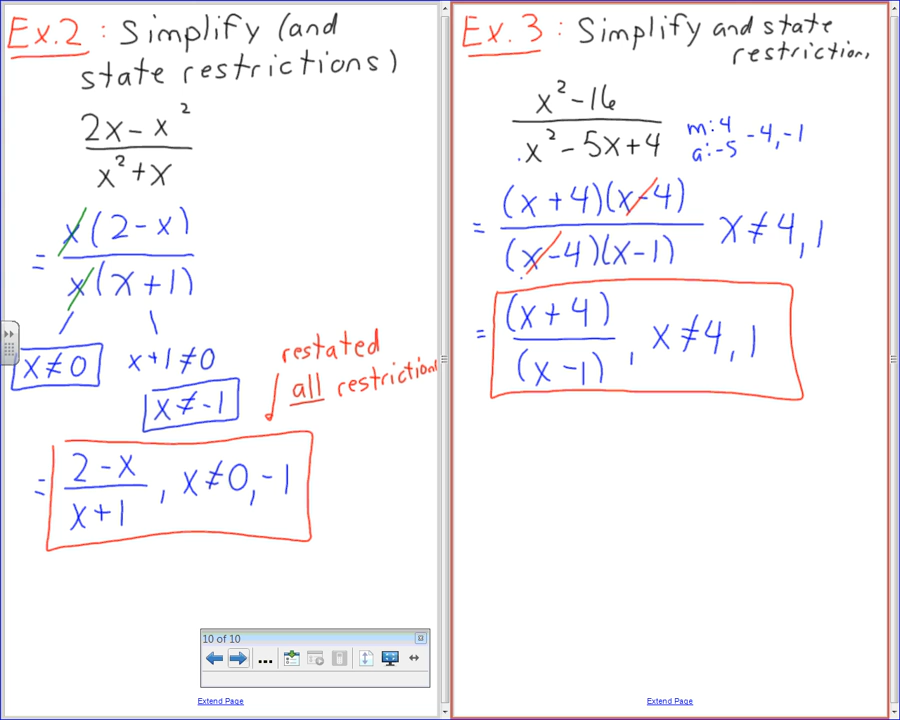 Ex.2 : Simplify (and
state restrictions)
2x - x²
x² + x
= x(2 - x)
x(x + 1)
x ≠ 0 x+1 ≠ 0
x ≠ -1
restated
all restriction
= 2 - x
x + 1 , x ≠ 0, -1
10 of 10
Extend Page
Ex. 3 : Simplify and state
restriction
x² - 16
x² - 5x + 4
m: 4
a: -5
-4, -1
= (x + 4)(x - 4)
(x - 4)(x - 1) x ≠ 4, 1
= (x + 4)
(x - 1) , x ≠ 4, 1
Extend Page